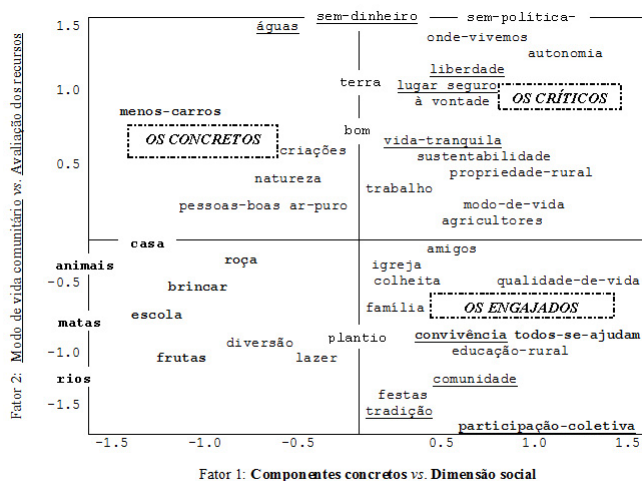 1.5
águas
sem-dinheiro
sem-política-
onde-vivemos
autonomia
liberdade
terra
lugar seguro
1.0
à vontade
OS CRÍTICOS
menos-carros
bom
OS CONCRETOS
vida-tranquila
criações
sustentabilidade
0.5
propriedade-rural
natureza
trabalho
pessoas-boas ar-puro
modo-de-vida
agricultores
casa
amigos
roça
animais
igreja
-0.5
colheita
qualidade-de-vida
brincar
família
OS ENGAJADOS
escola
matas
plantio
convivência todos-se-ajudam
diversão
-1.0
frutas
lazer
educação-rural
rios
comunidade
festas
-1.5
tradição
participação-coletiva
-1.5 -1.0 -0.5 0.5 1.0 1.5
Fator 2: Modo de vida comunitário vs. Avaliação dos recursos
Fator 1: Componentes concretos vs. Dimensão social